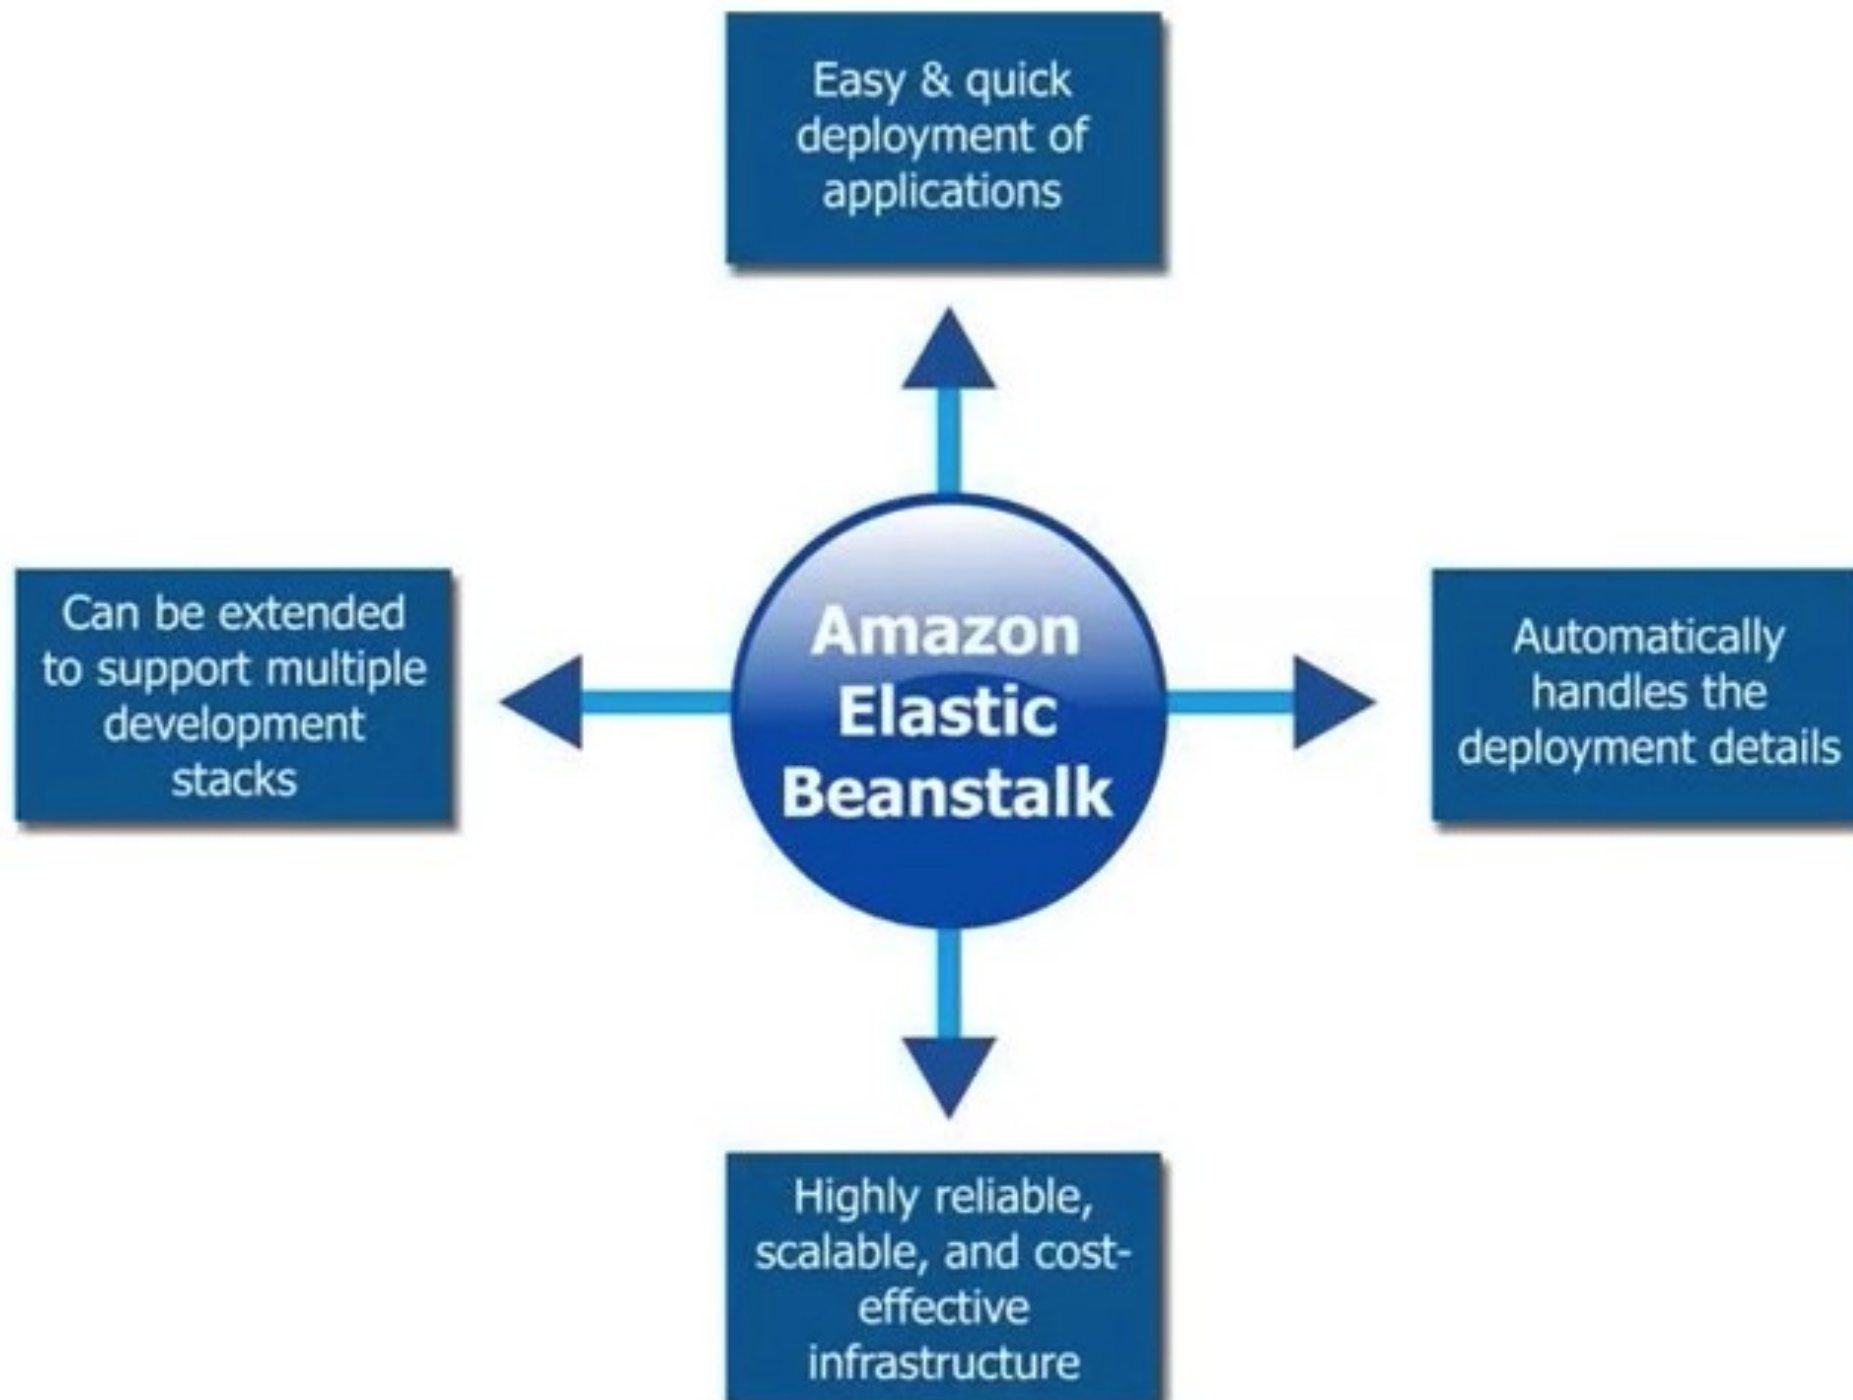 Easy & quick
deployment of
applications
Can be extended
to support multiple
development
stacks
Amazon
Elastic
Beanstalk
Automatically
handles the
deployment details
Highly reliable,
scalable, and cost-
effective
infrastructure